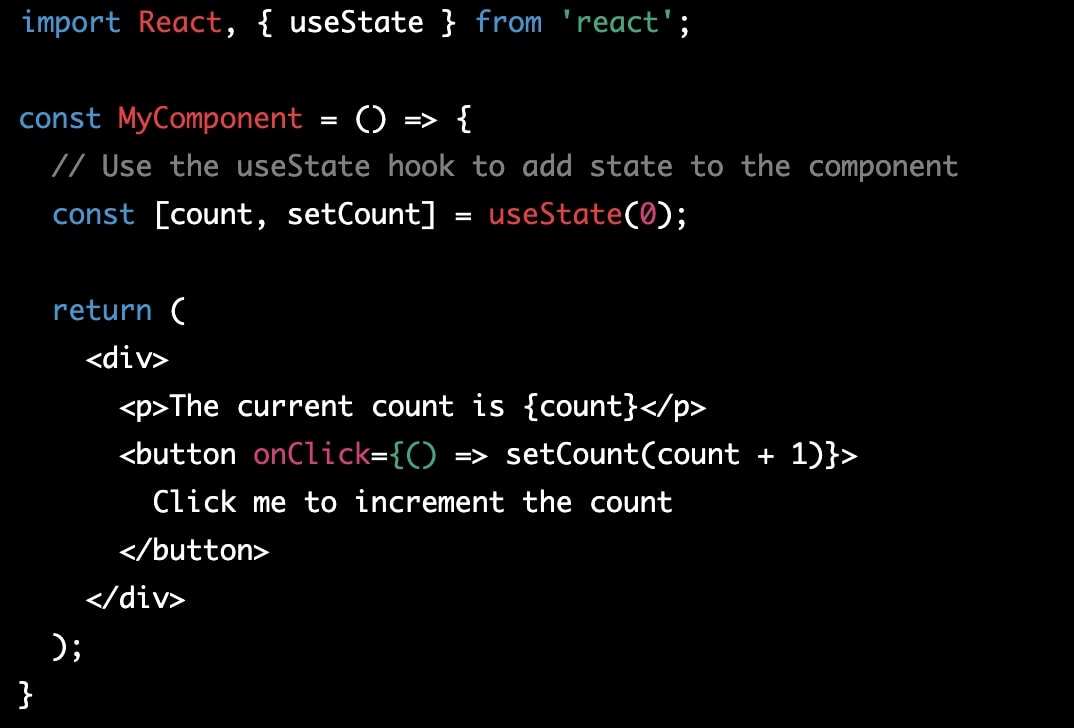 import React, { useState } from 'react';
const MyComponent = () => {
// Use the useState hook to add state to the component
const [count, setCount] = useState(0);
return (
<div>
<p>The current count is {count}</p>
<button onClick={() => setCount(count + 1)}>
Click me to increment the count
</button>
</div>
);
}